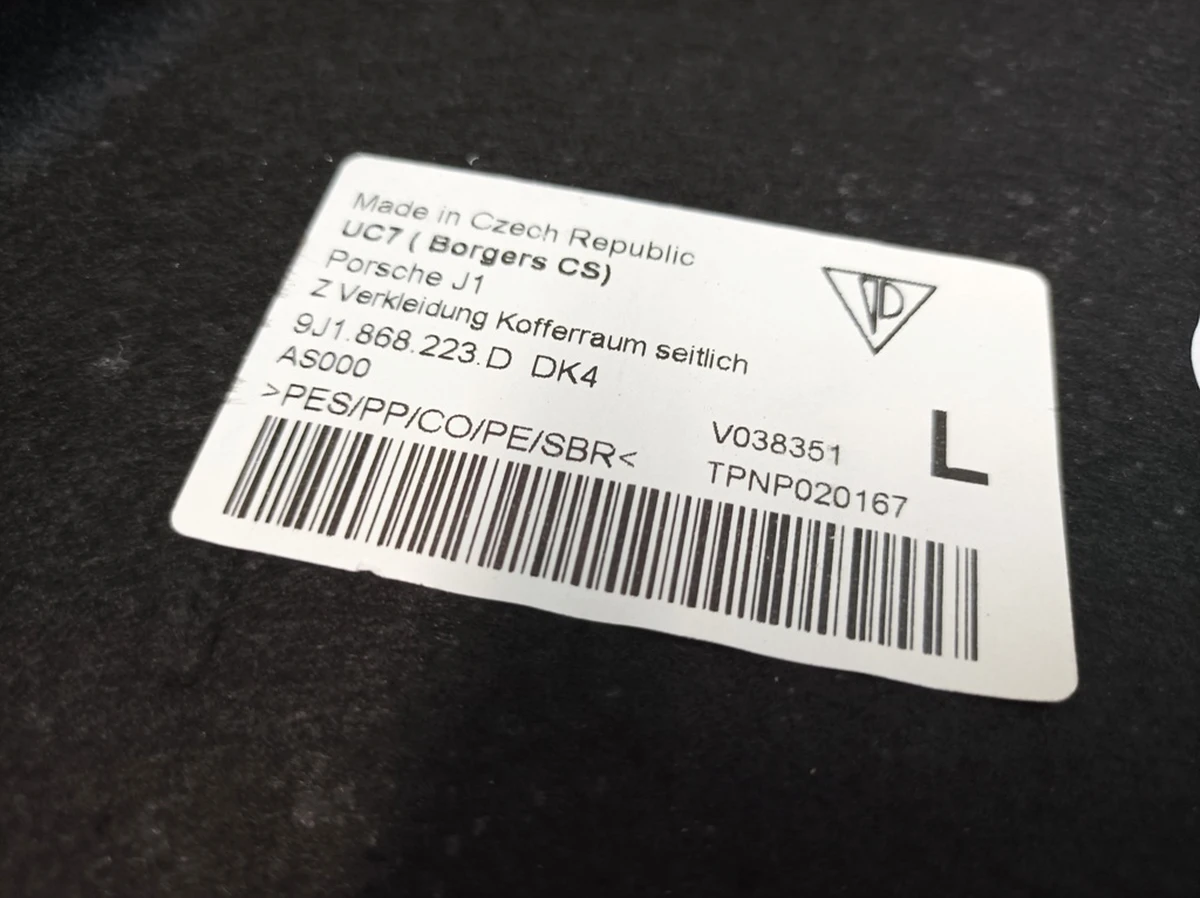 Made in Czech Republic
UC7 ( Borgers CS)
Porsche J1
Z Verkleidung Kofferraum seitlich
9J1.868.223.D DK4
AS000
>PES/PP/CO/PE/SBR<
V038351
TPNP020167
L